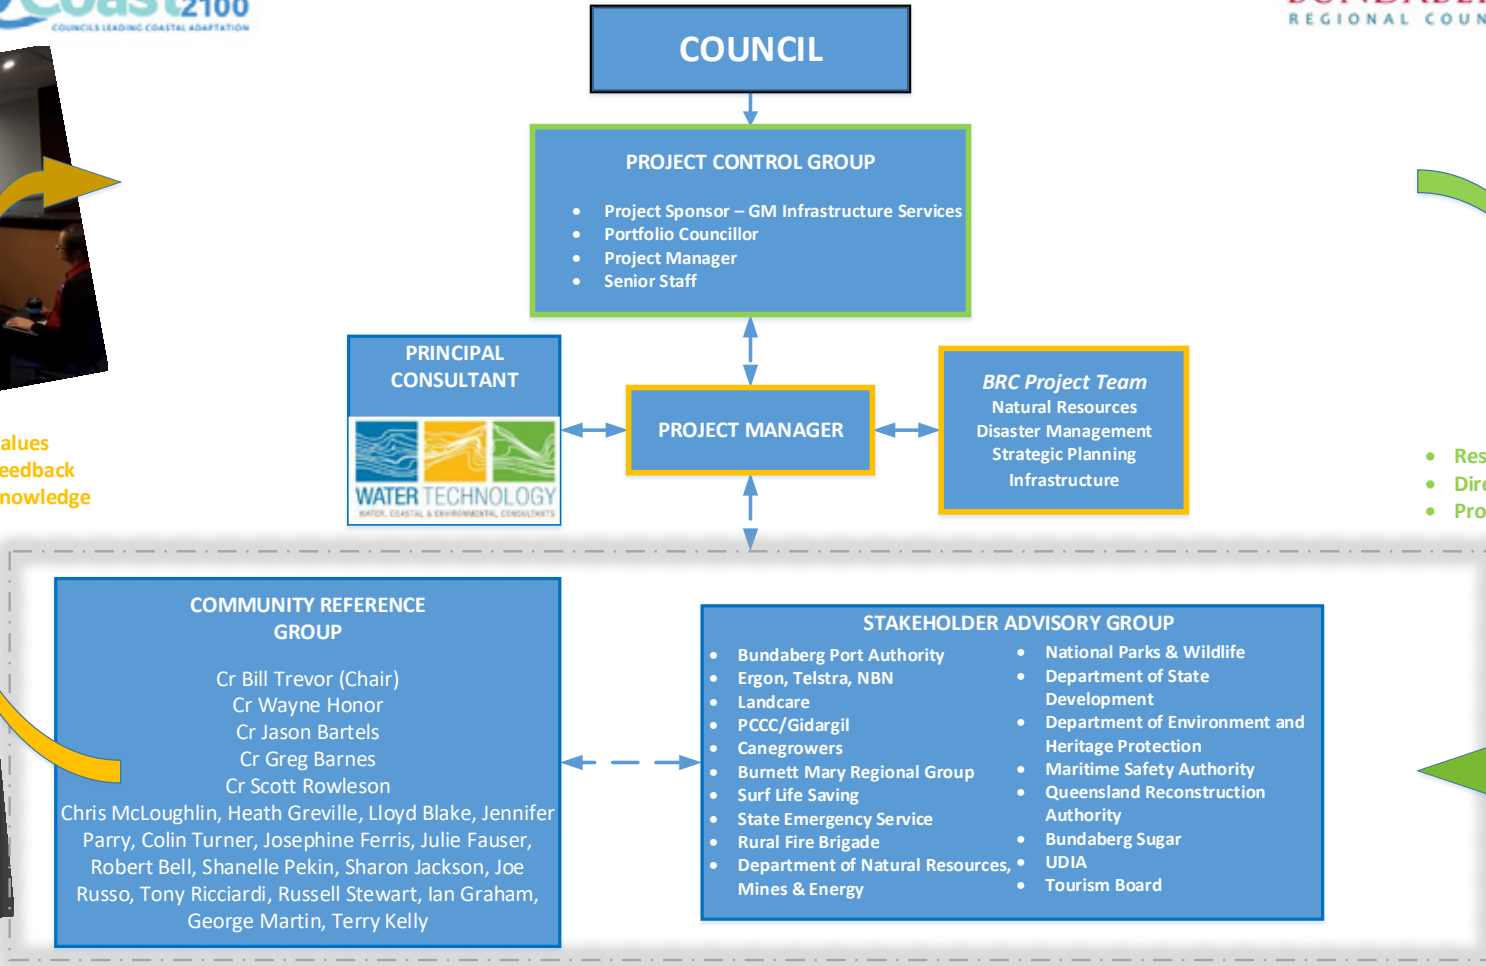 Coast2100
COUNCILS LEADING COASTAL ADAPTATION
REGIONAL COUN
COUNCIL
PROJECT CONTROL GROUP
• Project Sponsor – GM Infrastructure Services
• Portfolio Councillor
• Project Manager
• Senior Staff
PRINCIPAL
CONSULTANT
WATER TECHNOLOGY
WATER, COASTAL & ENVIRONMENTAL CONSULTANTS
PROJECT MANAGER
BRC Project Team
Natural Resources
Disaster Management
Strategic Planning
Infrastructure
alues
eedback
nowledge
• Res
• Dire
• Pro
COMMUNITY REFERENCE
GROUP
Cr Bill Trevor (Chair)
Cr Wayne Honor
Cr Jason Bartels
Cr Greg Barnes
Cr Scott Rowleson
Chris McLoughlin, Heath Greville, Lloyd Blake, Jennifer
Parry, Colin Turner, Josephine Ferris, Julie Fauser,
Robert Bell, Shanelle Pekin, Sharon Jackson, Joe
Russo, Tony Ricciardi, Russell Stewart, Ian Graham,
George Martin, Terry Kelly
STAKEHOLDER ADVISORY GROUP
• Bundaberg Port Authority
• Ergon, Telstra, NBN
• Landcare
• PCCC/Gidargil
• Canegrowers
• Burnett Mary Regional Group
• Surf Life Saving
• State Emergency Service
• Rural Fire Brigade
• Department of Natural Resources,
Mines & Energy
• National Parks & Wildlife
• Department of State
Development
• Department of Environment and
Heritage Protection
• Maritime Safety Authority
• Queensland Reconstruction
Authority
• Bundaberg Sugar
• UDIA
• Tourism Board